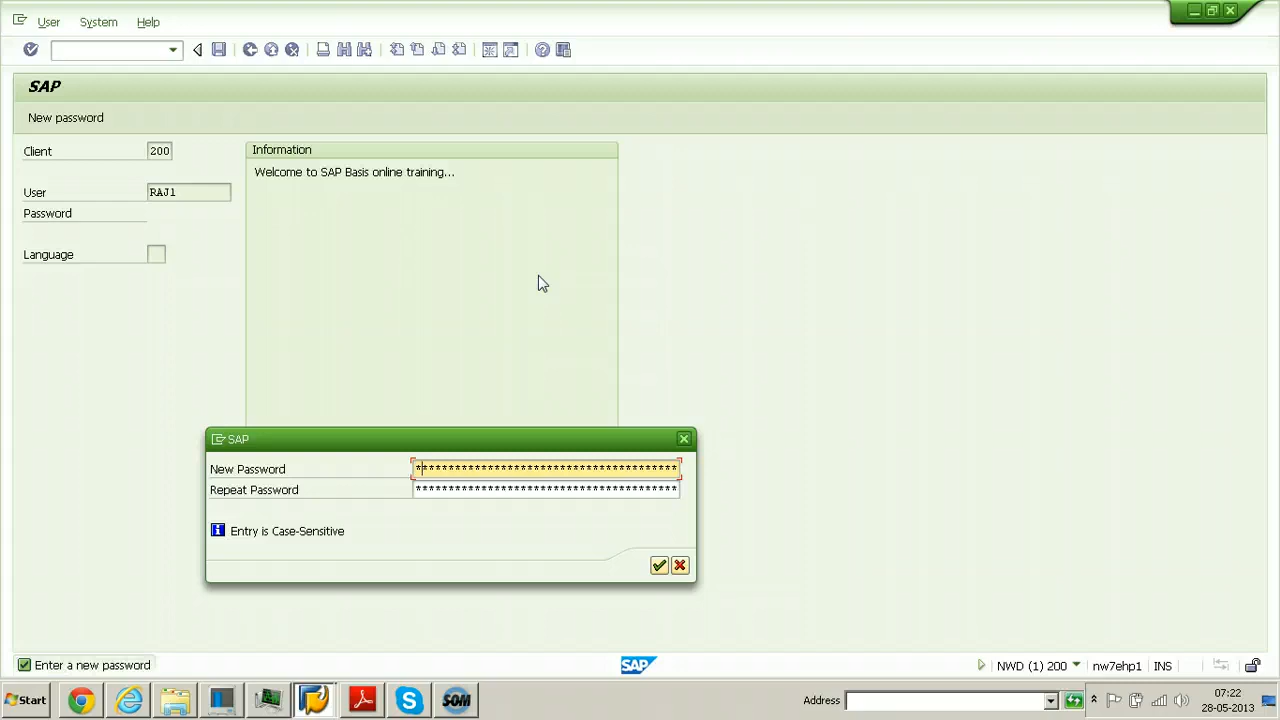 User System Help
SAP
New password
Client 200
Information
Welcome to SAP Basis online training...
User RAJ1
Password
Language
SAP
New Password ****************************************
Repeat Password ****************************************
Entry is Case-Sensitive
Enter a new password
SAP
NWD (1) 200 nw7ehp1 INS
Start
SOM
Address
07:22
28-05-2013